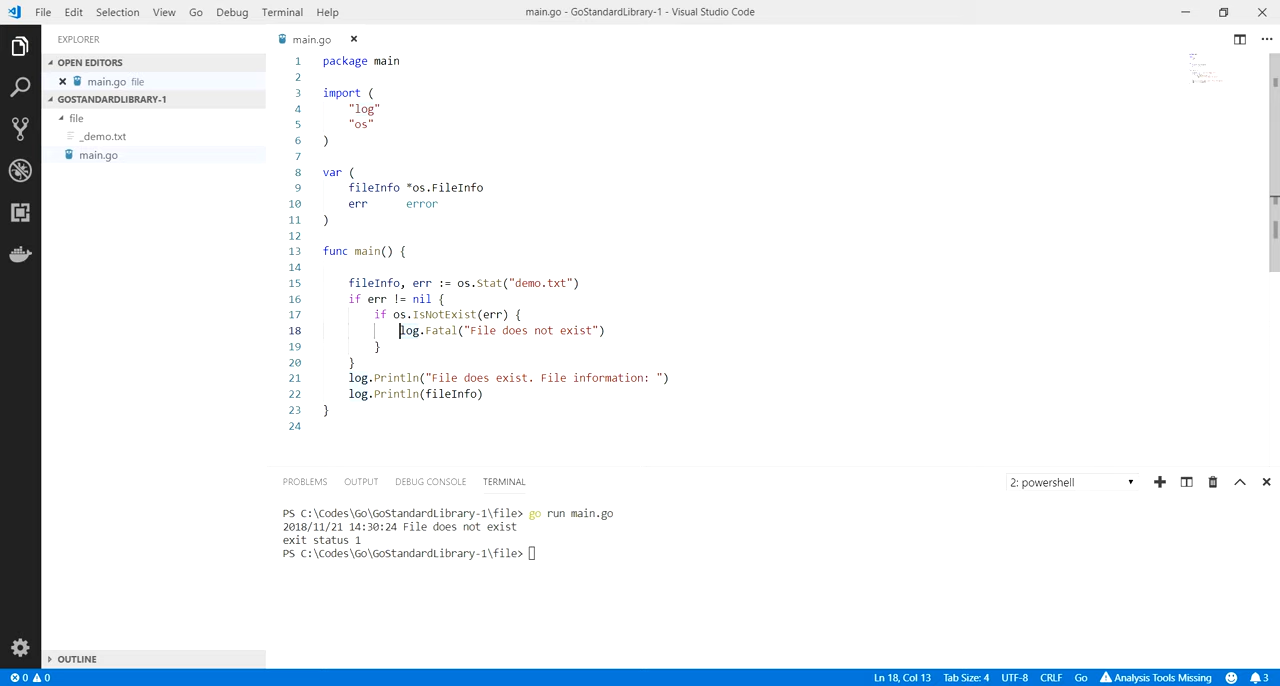 File Edit Selection View Go Debug Terminal Help
main.go - GoStandardLibrary-1 - Visual Studio Code
EXPLORER
OPEN EDITORS
main.go file
GOSTANDARDLIBRARY-1
file
_demo.txt
main.go
OUTLINE
main.go
1 package main
2
3 import (
4 "log"
5 "os"
6 )
7
8 var (
9 fileInfo *os.FileInfo
10 err error
11 )
12
13 func main() {
14
15 fileInfo, err := os.Stat("demo.txt")
16 if err != nil {
17 if os.IsNotExist(err) {
18 log.Fatal("File does not exist")
19 }
20 }
21 log.Println("File does exist. File information: ")
22 log.Println(fileInfo)
23 }
24
PROBLEMS OUTPUT DEBUG CONSOLE TERMINAL
2: powershell
PS C:\Codes\Go\GoStandardLibrary-1\file> go run main.go
2018/11/21 14:30:24 File does not exist
exit status 1
PS C:\Codes\Go\GoStandardLibrary-1\file>
0 0
Ln 18, Col 13 Tab Size: 4 UTF-8 CRLF Go Analysis Tools Missing 3